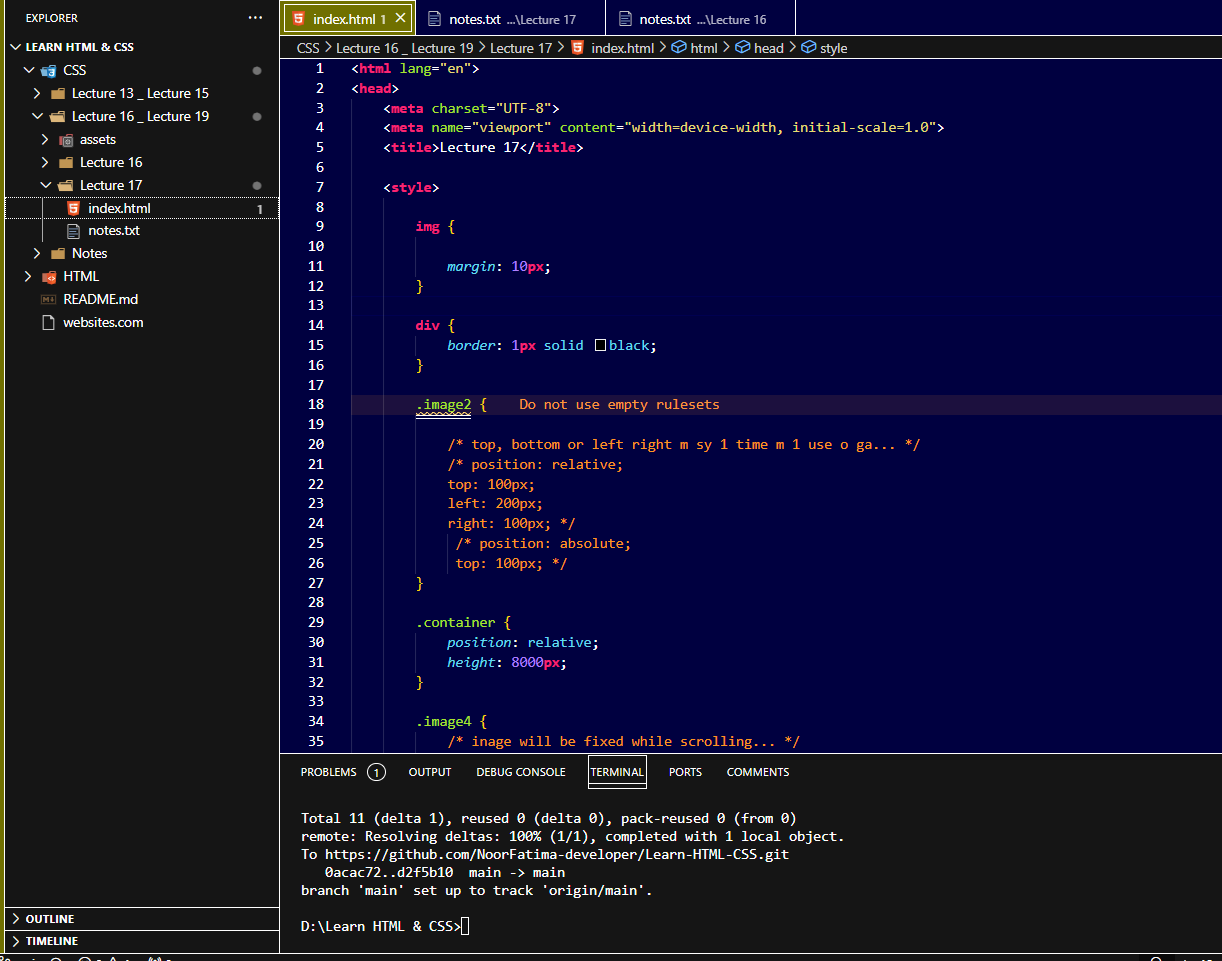 EXPLORER ...
LEARN HTML & CSS
CSS
Lecture 13 _ Lecture 15
Lecture 16 _ Lecture 19
assets
Lecture 16
Lecture 17
index.html 1
notes.txt
Notes
HTML
README.md
websites.com
OUTLINE
TIMELINE
index.html 1 notes.txt ...\Lecture 17 notes.txt ...\Lecture 16
CSS > Lecture 16 _ Lecture 19 > Lecture 17 > index.html > html > head > style
1 <html lang="en">
2 <head>
3 <meta charset="UTF-8">
4 <meta name="viewport" content="width=device-width, initial-scale=1.0">
5 <title>Lecture 17</title>
6
7 <style>
8
9 img {
10
11 margin: 10px;
12 }
13
14 div {
15 border: 1px solid black;
16 }
17
18 .image2 { Do not use empty rulesets
19
20 /* top, bottom or left right m sy 1 time m 1 use o ga... */
21 /* position: relative;
22 top: 100px;
23 left: 200px;
24 right: 100px; */
25 /* position: absolute;
26 top: 100px; */
27 }
28
29 .container {
30 position: relative;
31 height: 8000px;
32 }
33
34 .image4 {
35 /* inage will be fixed while scrolling... */
PROBLEMS 1 OUTPUT DEBUG CONSOLE TERMINAL PORTS COMMENTS
Total 11 (delta 1), reused 0 (delta 0), pack-reused 0 (from 0)
remote: Resolving deltas: 100% (1/1), completed with 1 local object.
To https://github.com/NoorFatima-developer/Learn-HTML-CSS.git
0acac72..d2f5b10 main -> main
branch 'main' set up to track 'origin/main'.
D:\Learn HTML & CSS>